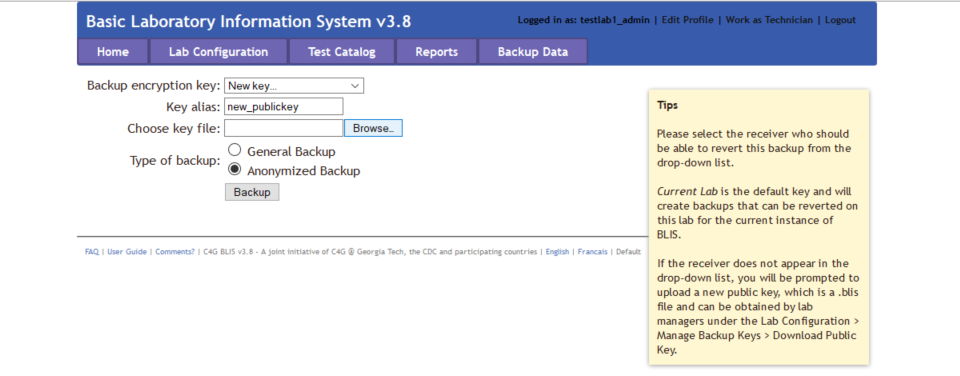 Basic Laboratory Information System v3.8
Logged in as: testlab1_admin | Edit Profile | Work as Technician | Logout
Home Lab Configuration Test Catalog Reports Backup Data
Backup encryption key: New key...
Key alias: new_publickey
Choose key file: Browse..
Type of backup:
General Backup
Anonymized Backup
Backup
Tips
Please select the receiver who should
be able to revert this backup from the
drop-down list.
Current Lab is the default key and will
create backups that can be reverted on
this lab for the current instance of
BLIS.
If the receiver does not appear in the
drop-down list, you will be prompted to
upload a new public key, which is a .blis
file and can be obtained by lab
managers under the Lab Configuration >
Manage Backup Keys > Download Public
Key.
FAQ | User Guide | Comments? | C4G BLIS v3.8 - A joint initiative of C4G @ Georgia Tech, the CDC and participating countries | English | Francais | Default